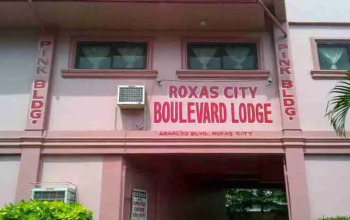 PINK BLDG.
ROXAS CITY
BOULEVARD LODGE
ARNALDO BLVD., ROXAS CITY
PINK BLDG.